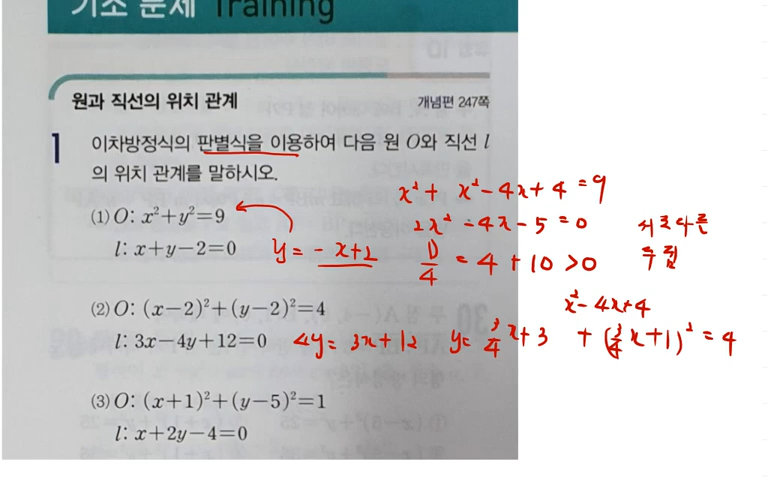 기초 문제 Training
원과 직선의 위치 관계
개념편 247쪽
1 이차방정식의 판별식을 이용하여 다음 원 O와 직선 l
의 위치 관계를 말하시오.
(1) O: x²+y²=9
l: x+y-2=0
y = -x+2
x² + x²-4x+4 = 9
2x² -4x-5 = 0
D/4 = 4+10 >0
서로다른
두점
(2) O: (x-2)²+(y-2)²=4
l: 3x-4y+12=0
4y = 3x+12
y = 3/4x+3
x²-4x+4
+ (3/4x+1)² = 4
(3) O: (x+1)²+(y-5)²=1
l: x+2y-4=0